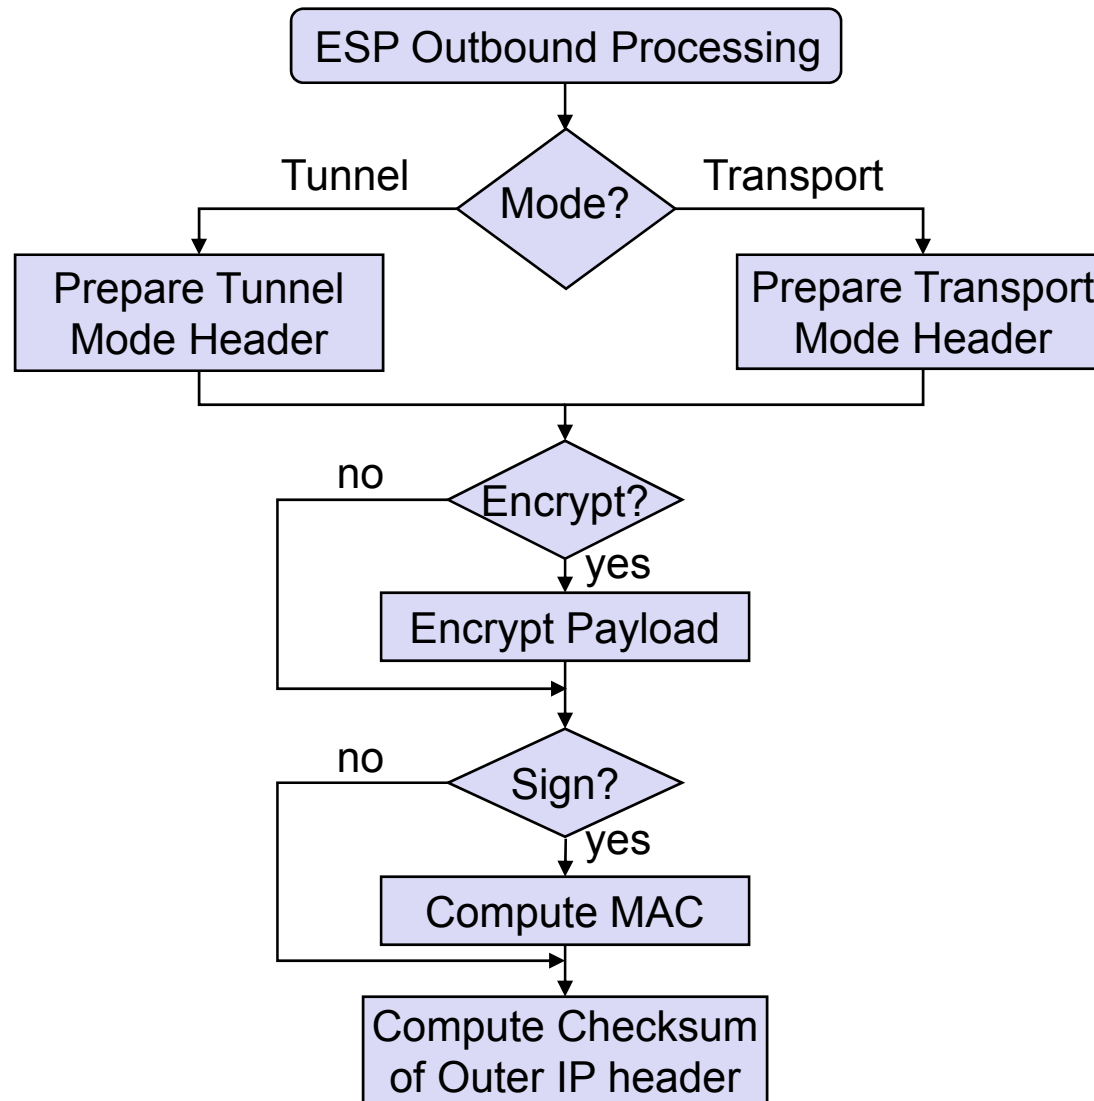 ESP Outbound Processing
Tunnel
Mode?
Transport
Prepare Tunnel
Mode Header
Prepare Transport
Mode Header
no
Encrypt?
yes
Encrypt Payload
no
Sign?
yes
Compute MAC
Compute Checksum
of Outer IP header